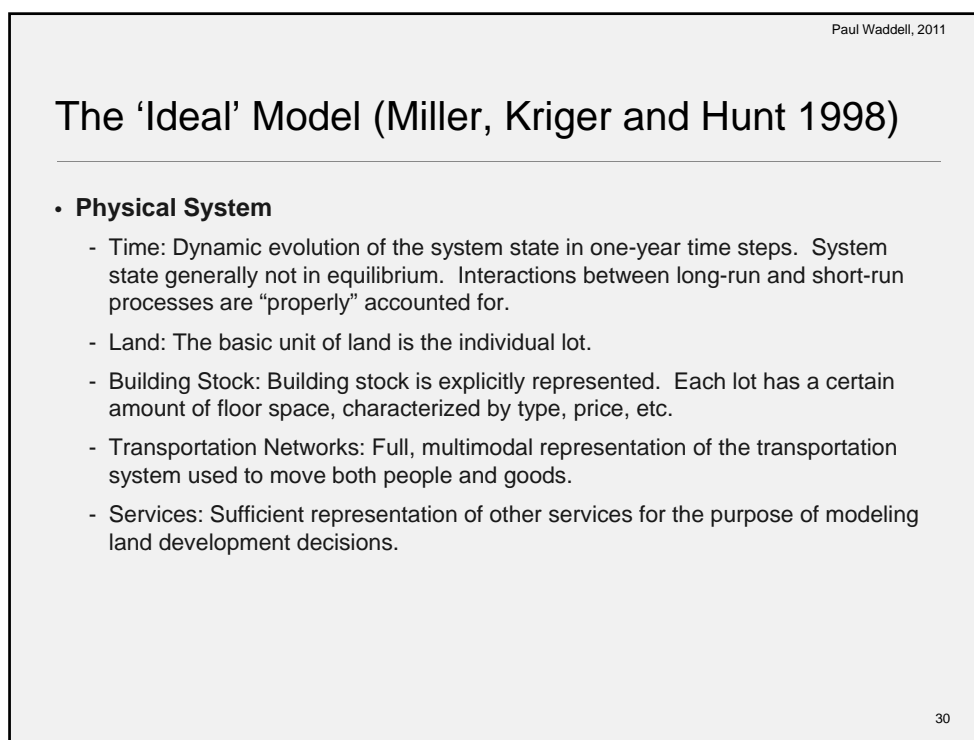 Paul Waddell, 2011
The ‘Ideal’ Model (Miller, Kriger and Hunt 1998)
• Physical System
- Time: Dynamic evolution of the system state in one-year time steps.  System
state generally not in equilibrium.  Interactions between long-run and short-run
processes are “properly” accounted for.
- Land: The basic unit of land is the individual lot.
- Building Stock: Building stock is explicitly represented.  Each lot has a certain
amount of floor space, characterized by type, price, etc.
- Transportation Networks: Full, multimodal representation of the transportation
system used to move both people and goods.
- Services: Sufficient representation of other services for the purpose of modeling
land development decisions.
30